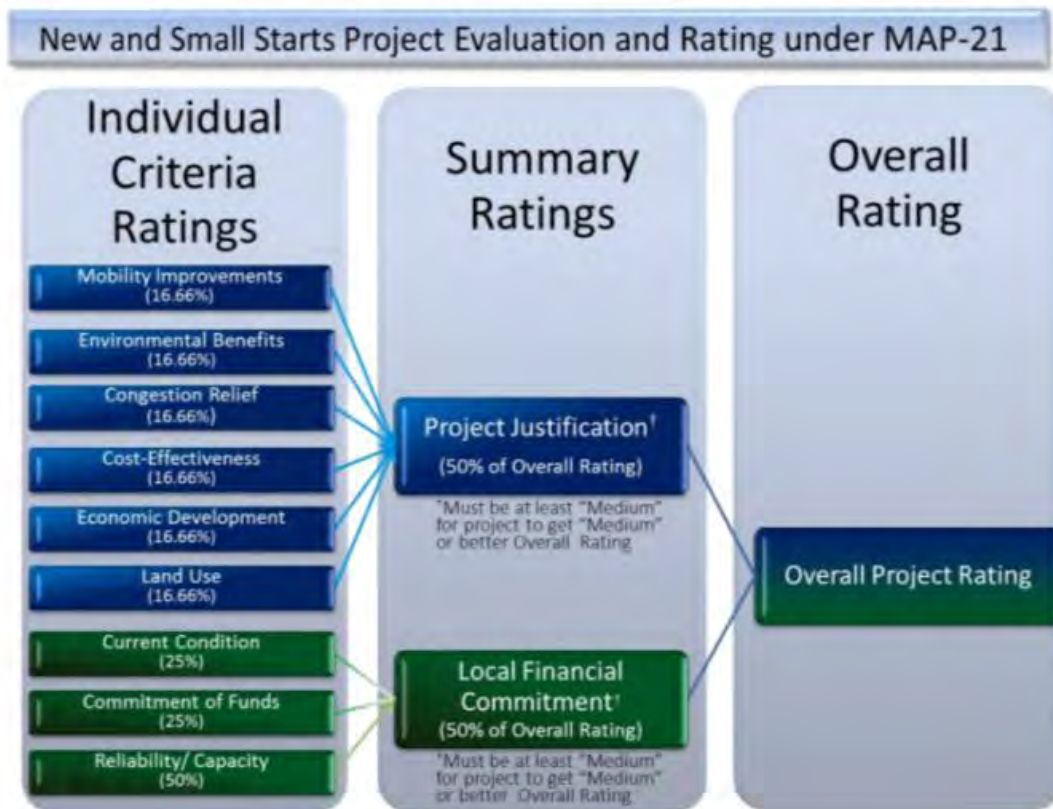 New and Small Starts Project Evaluation and Rating under MAP-21
Individual
Criteria
Ratings
Mobility Improvements
(16.66%)
Environmental Benefits
(16.66%)
Congestion Relief
(16.66%)
Cost-Effectiveness
(16.66%)
Economic Development
(16.66%)
Land Use
(16.66%)
Current Condition
(25%)
Commitment of Funds
(25%)
Reliability/ Capacity
(50%)
Summary
Ratings
Project Justification†
(50% of Overall Rating)
†Must be at least “Medium”
for project to get “Medium”
or better Overall Rating
Local Financial
Commitment†
(50% of Overall Rating)
†Must be at least “Medium”
for project to get “Medium”
or better Overall Rating
Overall
Rating
Overall Project Rating